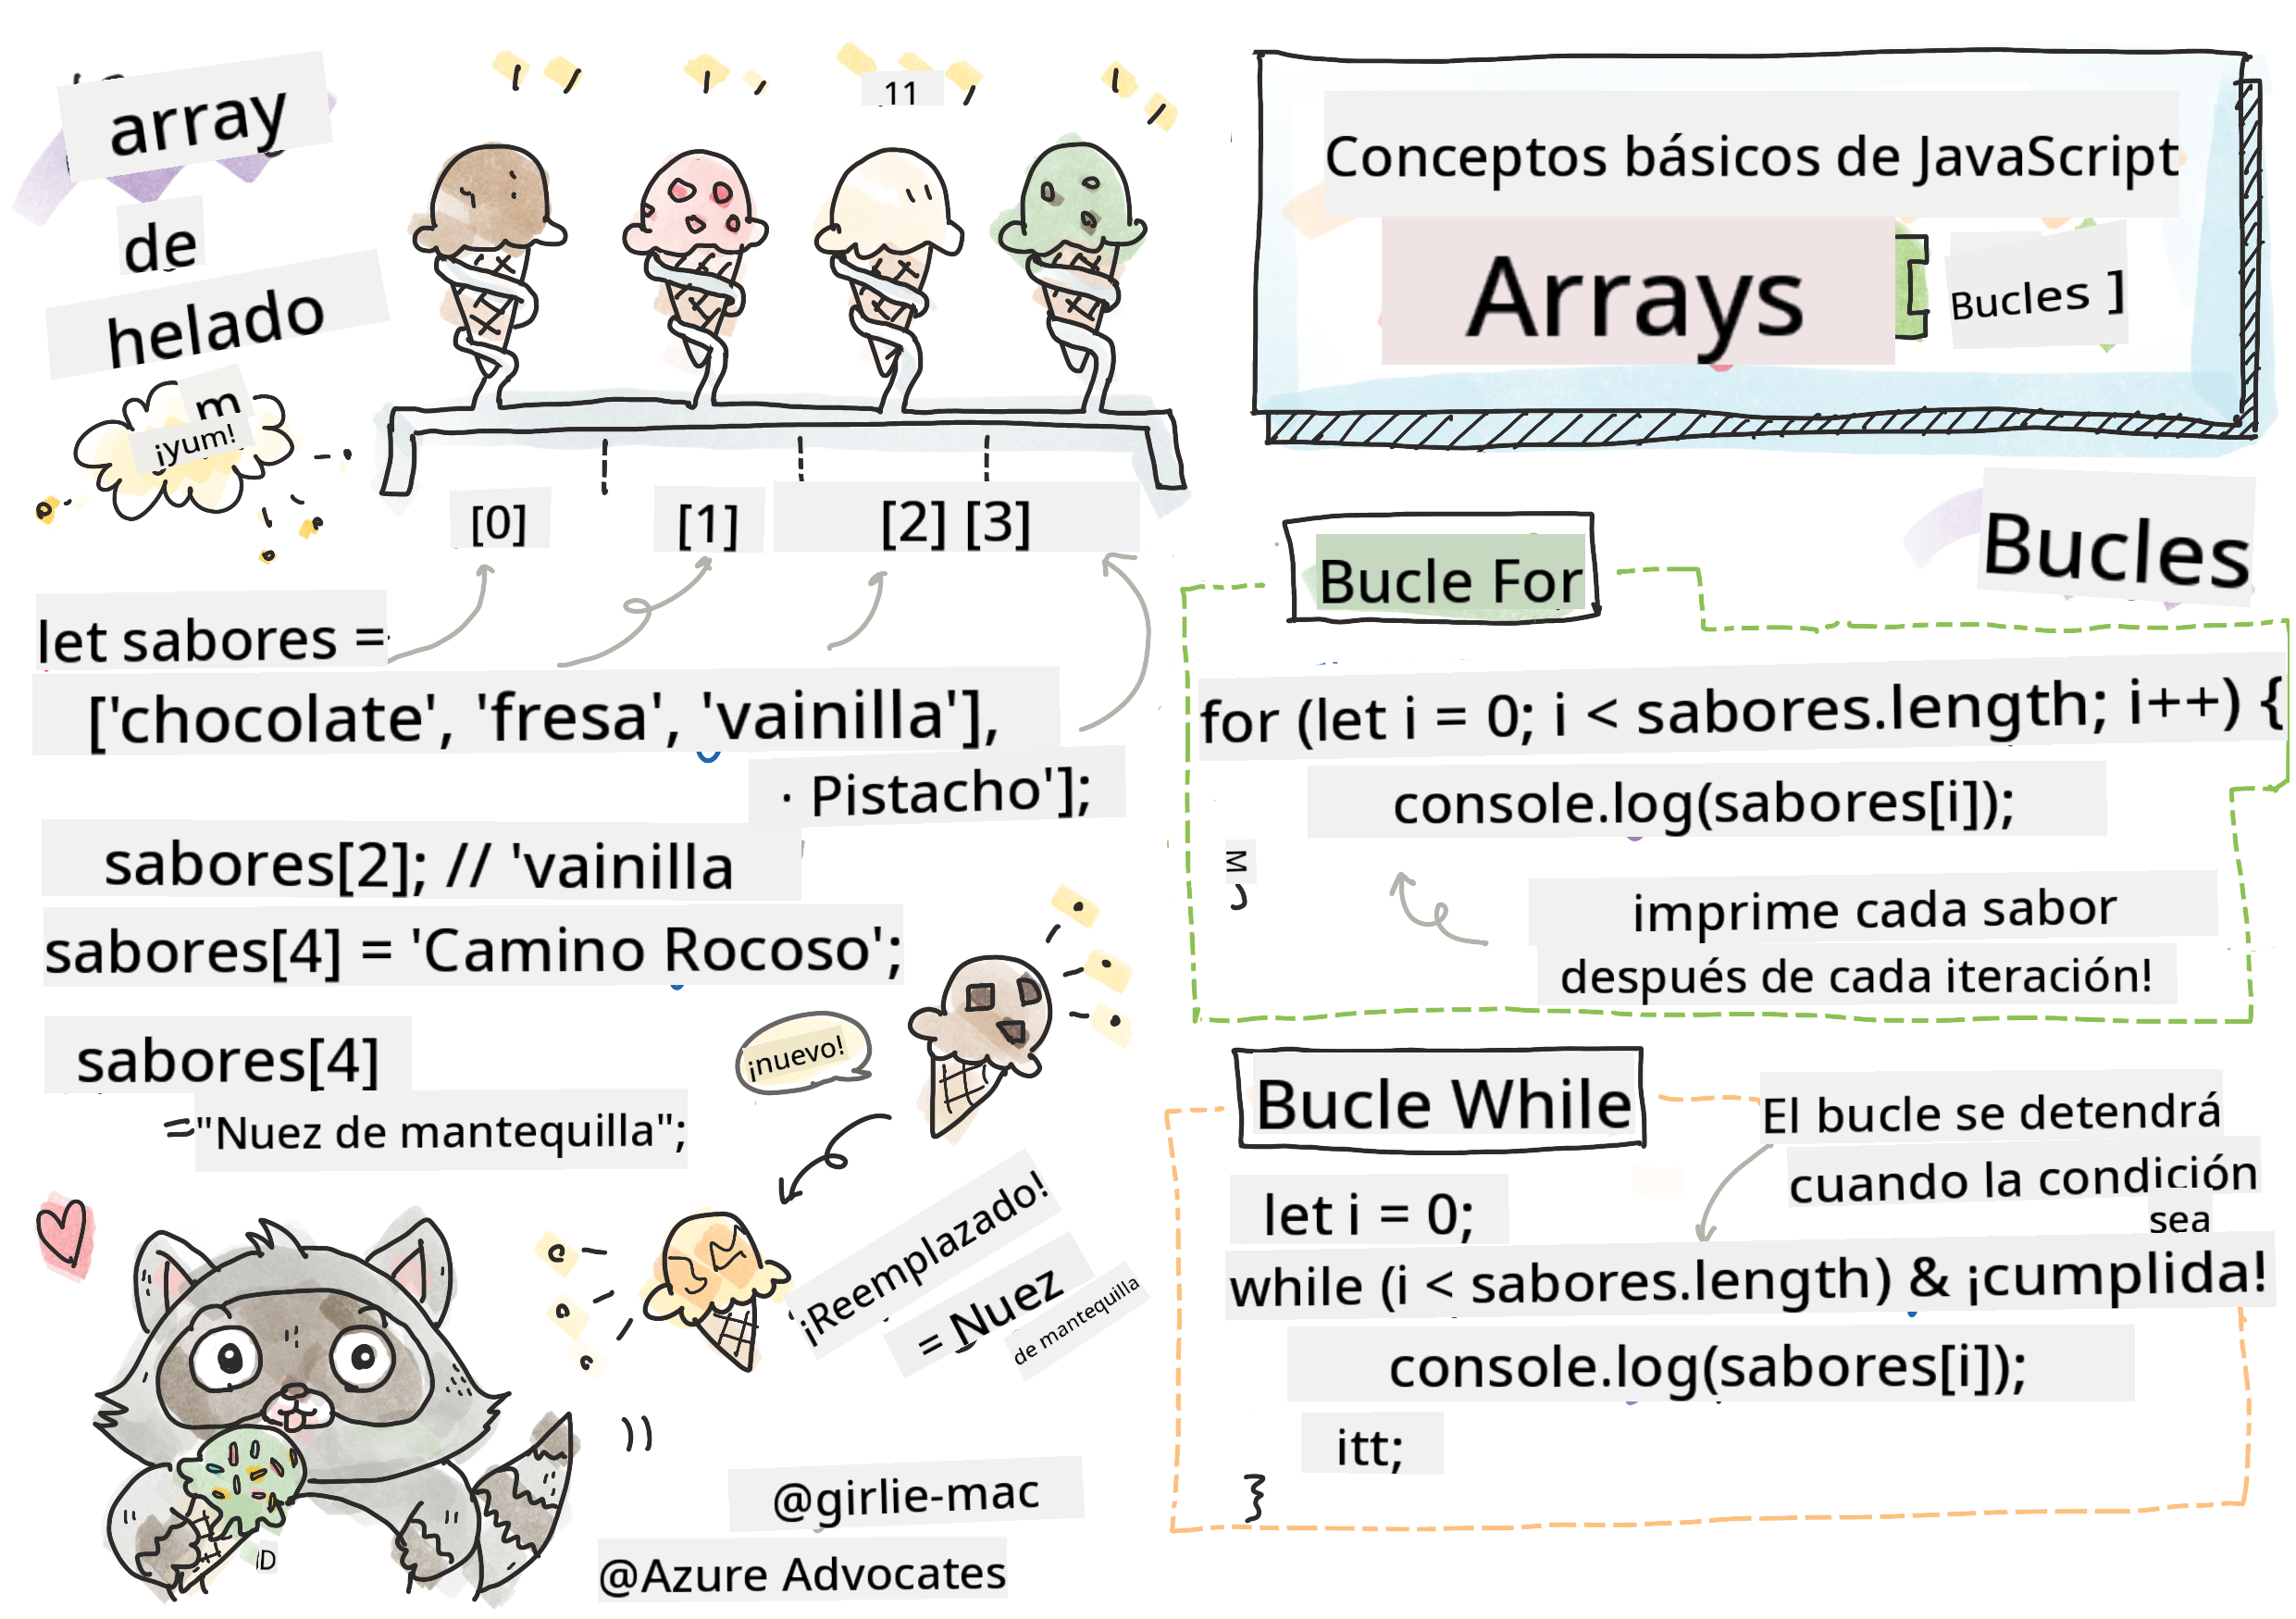 array
de
helado
m
¡yum!
11
[0] [1] [2] [3]
let sabores =
['chocolate', 'fresa', 'vainilla'],
· Pistacho'];
sabores[2]; // 'vainilla
sabores[4] = 'Camino Rocoso';
sabores[4]
="Nuez de mantequilla";
¡nuevo!
¡Reemplazado!
= Nuez
de mantequilla
D
@girlie-mac
@Azure Advocates
Conceptos básicos de JavaScript
Arrays [ Bucles ]
Bucles
Bucle For
for (let i = 0; i < sabores.length; i++) {
console.log(sabores[i]);
M
imprime cada sabor
después de cada iteración!
Bucle While
El bucle se detendrá
cuando la condición
sea
let i = 0;
while (i < sabores.length) & ¡cumplida!
console.log(sabores[i]);
itt;
}